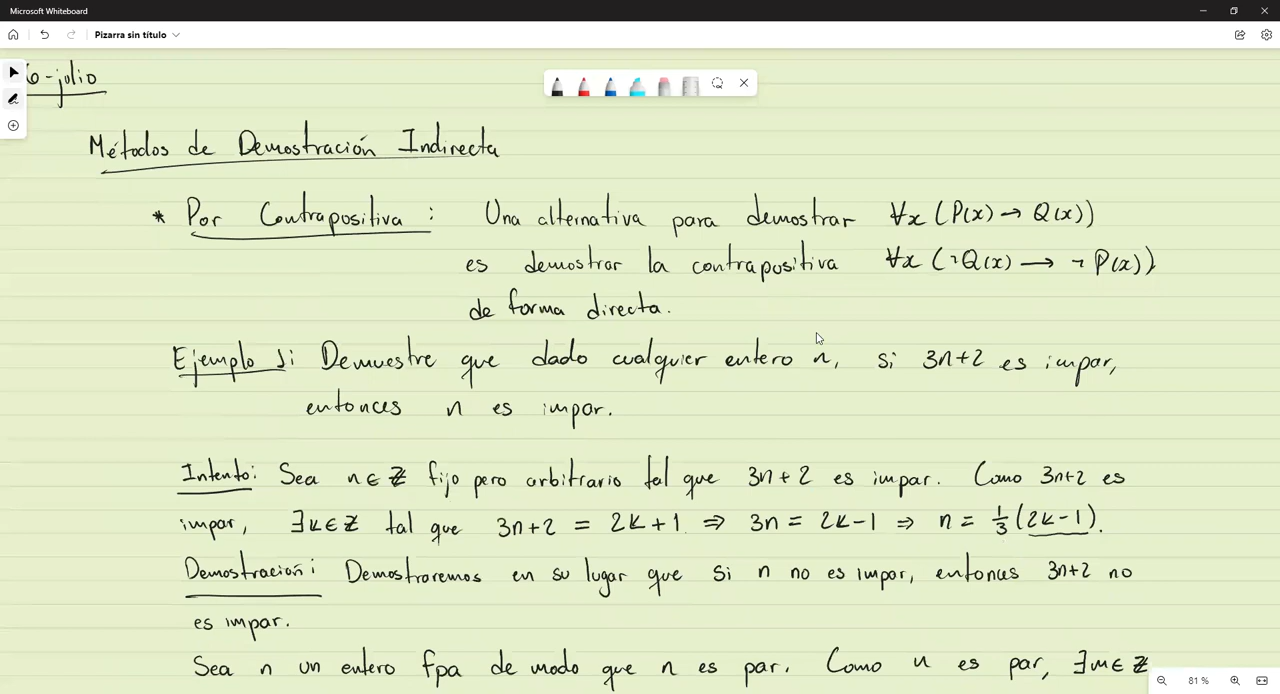 Microsoft Whiteboard
Pizarra sin título
6-julio
Métodos de Demostración Indirecta
* Por Contrapositiva : Una alternativa para demostrar ∀x (P(x) → Q(x))
es demostrar la contrapositiva ∀x (¬Q(x) → ¬P(x))
de forma directa.
Ejemplo 1: Demuestre que dado cualquier entero n, si 3n+2 es impar,
entonces n es impar.
Intento: Sea n∈ℤ fijo pero arbitrario tal que 3n+2 es impar. Como 3n+2 es
impar, ∃k∈ℤ tal que 3n+2 = 2k+1 ⇒ 3n = 2k-1 ⇒ n = 1/3 (2k-1).
Demostración: Demostraremos en su lugar que si n no es impar, entonces 3n+2 no
es impar.
Sea n un entero fpa de modo que n es par. Como n es par, ∃m∈ℤ
81 %